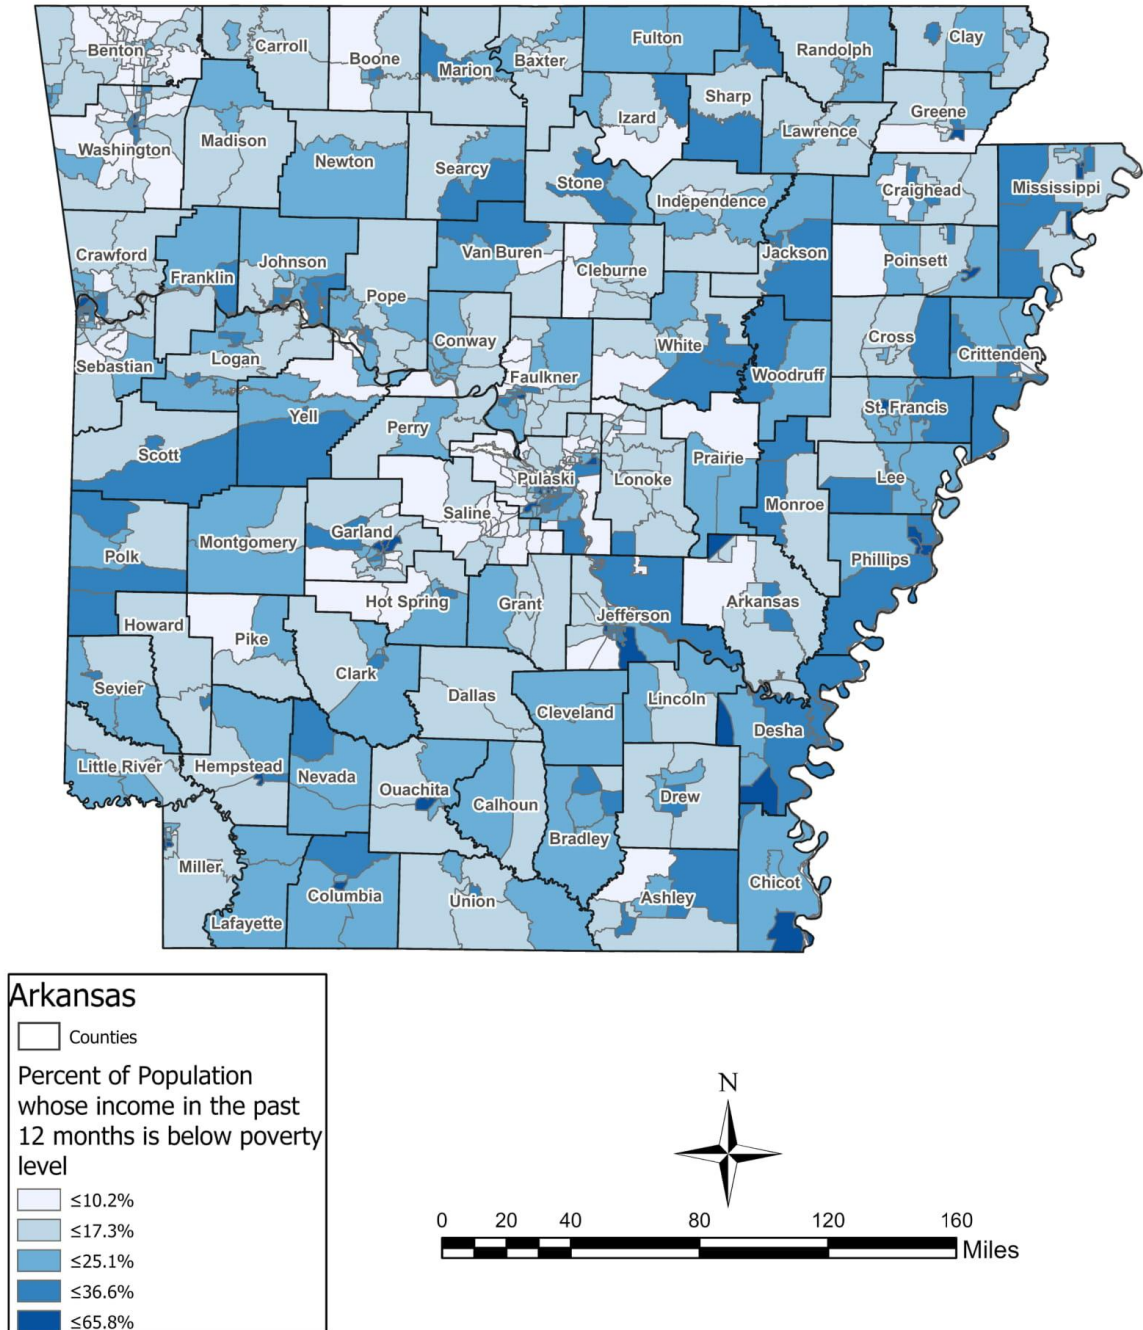 Benton
Carroll
Boone
Marion
Baxter
Fulton
Randolph
Clay
Izard
Sharp
Greene
Lawrence
Washington
Madison
Newton
Searcy
Stone
Independence
Craighead
Mississippi
Crawford
Franklin
Johnson
Pope
Van Buren
Cleburne
Jackson
Poinsett
Sebastian
Logan
Conway
Faulkner
White
Woodruff
Cross
Crittenden
Scott
Yell
Perry
Pulaski
Lonoke
Prairie
St. Francis
Lee
Polk
Montgomery
Garland
Saline
Monroe
Phillips
Howard
Pike
Hot Spring
Grant
Jefferson
Arkansas
Sevier
Clark
Dallas
Cleveland
Lincoln
Desha
Little River
Hempstead
Nevada
Ouachita
Calhoun
Bradley
Drew
Miller
Lafayette
Columbia
Union
Ashley
Chicot
Arkansas
Counties
Percent of Population
whose income in the past
12 months is below poverty
level
≤10.2%
≤17.3%
≤25.1%
≤36.6%
≤65.8%
N
0 20 40 80 120 160
Miles